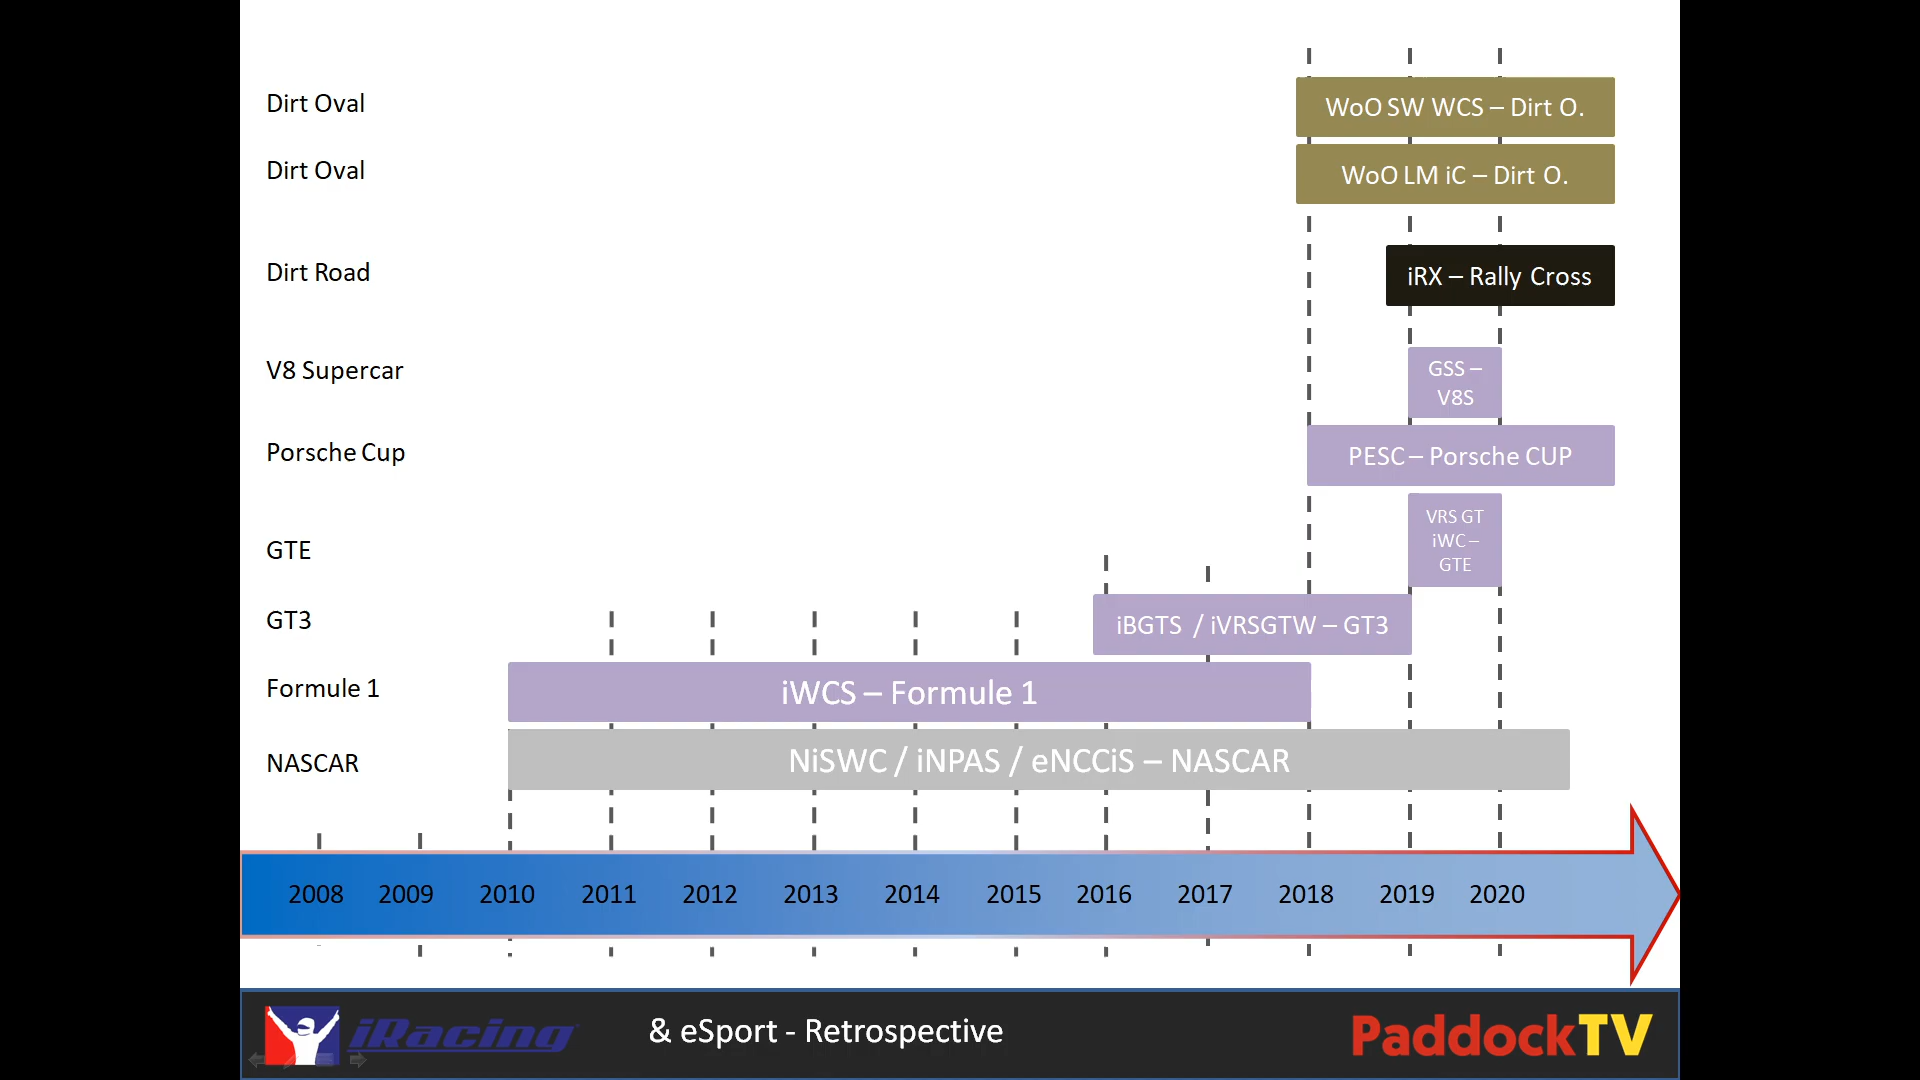 Dirt Oval
WoO SW WCS – Dirt O.
Dirt Oval
WoO LM iC – Dirt O.
Dirt Road
iRX – Rally Cross
V8 Supercar
GSS –
V8S
Porsche Cup
PESC – Porsche CUP
GTE
VRS GT
iWC –
GTE
GT3
iBGTS / iVRSGTW – GT3
Formule 1
iWCS – Formule 1
NASCAR
NiSWC / iNPAS / eNCCiS – NASCAR
2008 2009 2010 2011 2012 2013 2014 2015 2016 2017 2018 2019 2020
iRacing & eSport - Retrospective PaddockTV